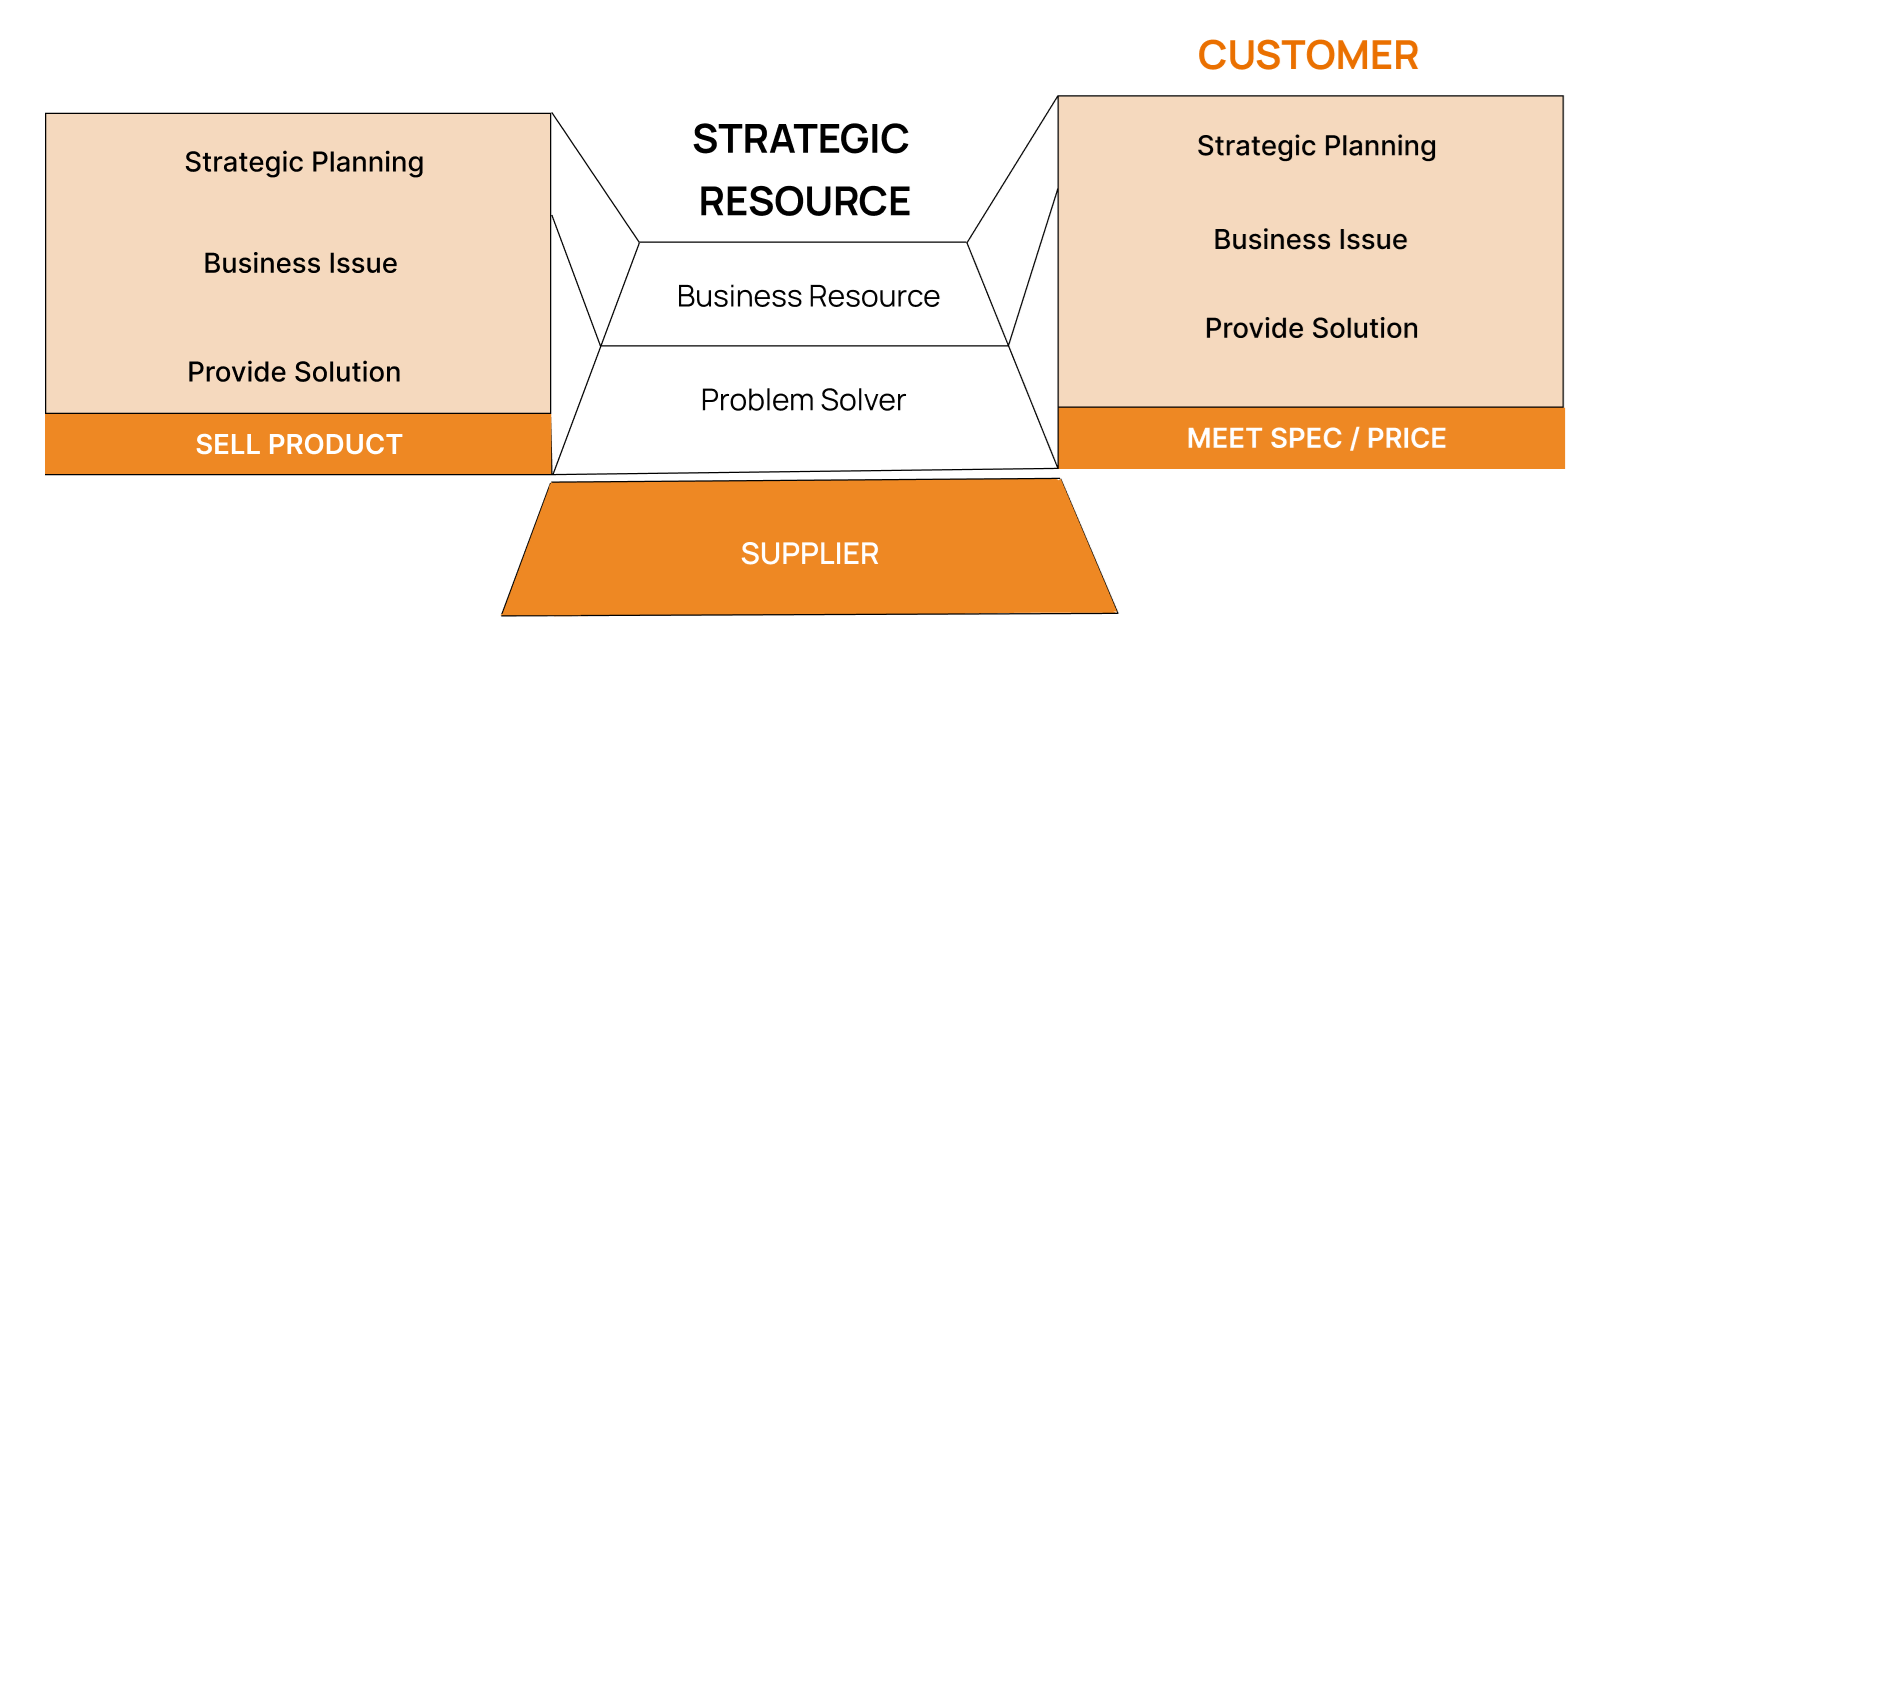 CUSTOMER
STRATEGIC
RESOURCE
Strategic Planning
Business Issue
Provide Solution
SELL PRODUCT
Business Resource
Problem Solver
SUPPLIER
Strategic Planning
Business Issue
Provide Solution
MEET SPEC / PRICE